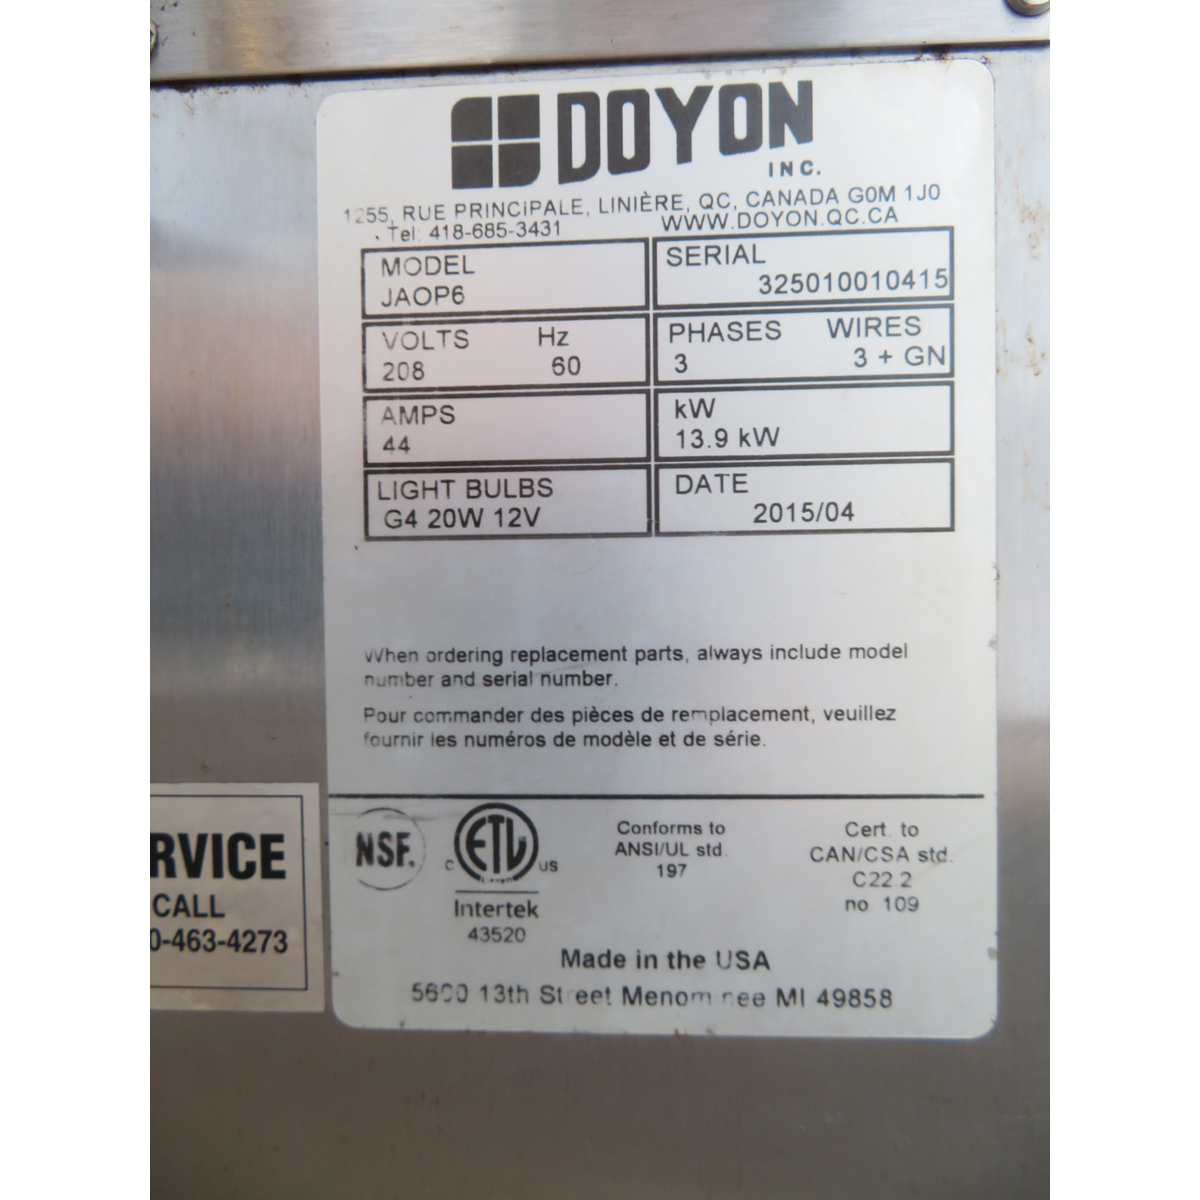 DOYON
INC.
1255, RUE PRINCIPALE, LINIÈRE, QC, CANADA G0M 1J0
Tel: 418-685-3431 WWW.DOYON.QC.CA
MODEL
JAOP6
SERIAL
325010010415
VOLTS Hz
208 60
PHASES WIRES
3 3 + GN
AMPS
44
kW
13.9 kW
LIGHT BULBS
G4 20W 12V
DATE
2015/04
When ordering replacement parts, always include model
number and serial number.
Pour commander des pièces de remplacement, veuillez
fournir les numéros de modèle et de série.
NSF.
C ETL US
LISTED
Intertek
43520
Conforms to
ANSI/UL std.
197
Cert. to
CAN/CSA std.
C22.2
no 109
Made in the USA
5600 13th Street Menominee MI 49858
RVICE
CALL
0-463-4273